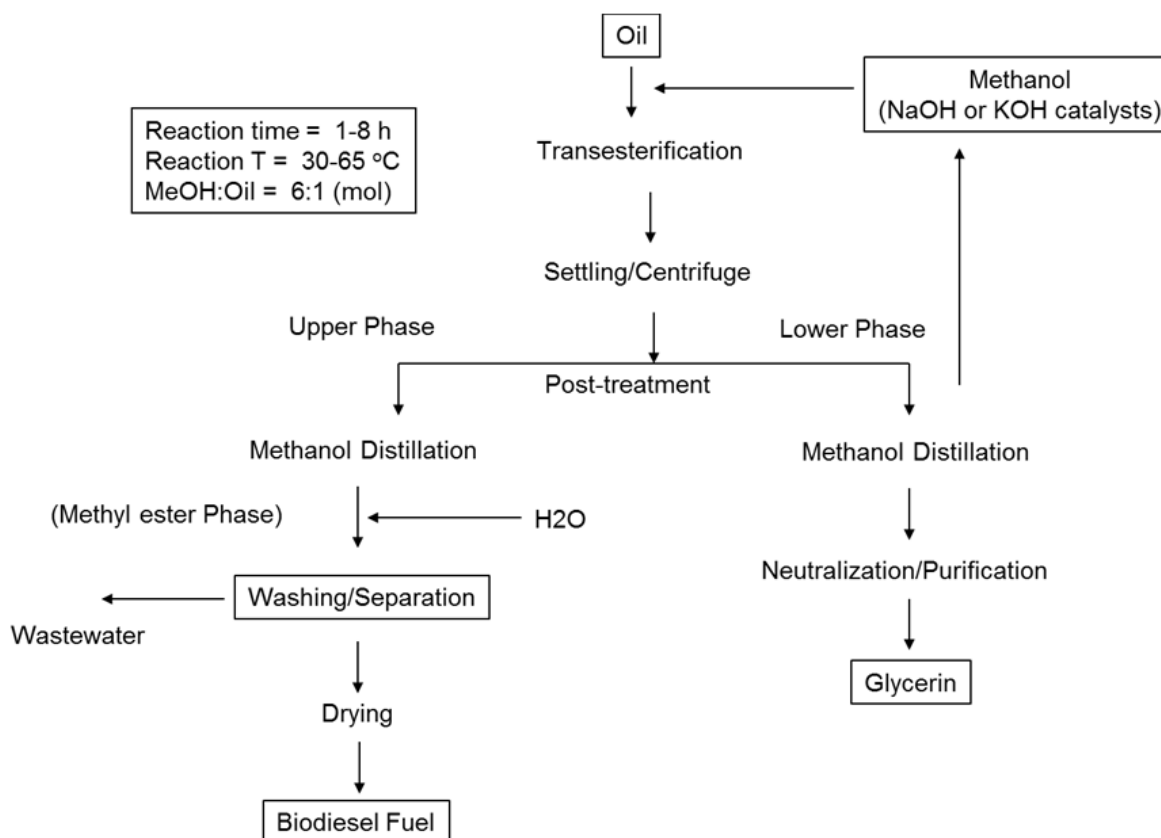 Oil
Methanol
(NaOH or KOH catalysts)
Reaction time = 1-8 h
Reaction T = 30-65 °C
MeOH:Oil = 6:1 (mol)
Transesterification
Settling/Centrifuge
Upper Phase
Lower Phase
Post-treatment
Methanol Distillation
Methanol Distillation
(Methyl ester Phase)
H2O
Neutralization/Purification
Washing/Separation
Wastewater
Glycerin
Drying
Biodiesel Fuel